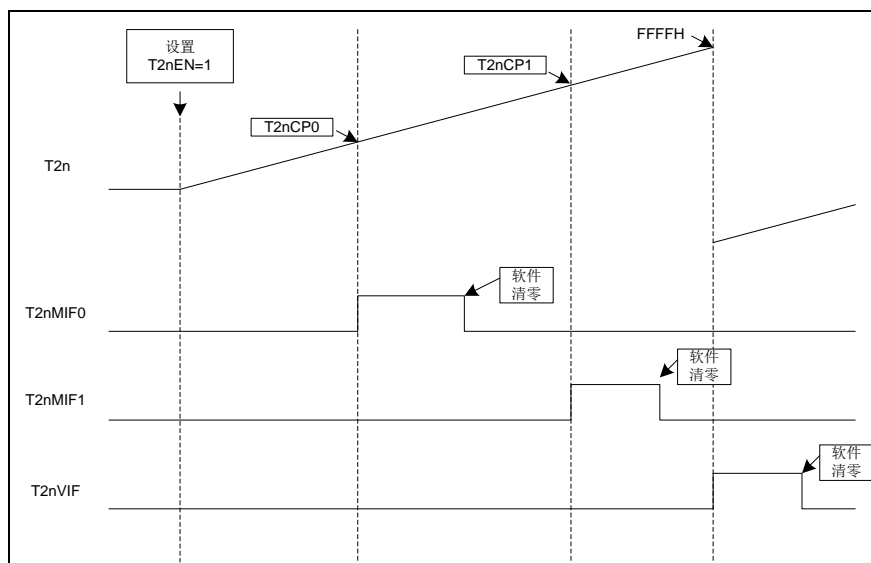 设置
T2nEN=1
FFFFH
T2nCP1
T2nCP0
T2n
软件
清零
T2nMIF0
软件
清零
T2nMIF1
软件
清零
T2nVIF